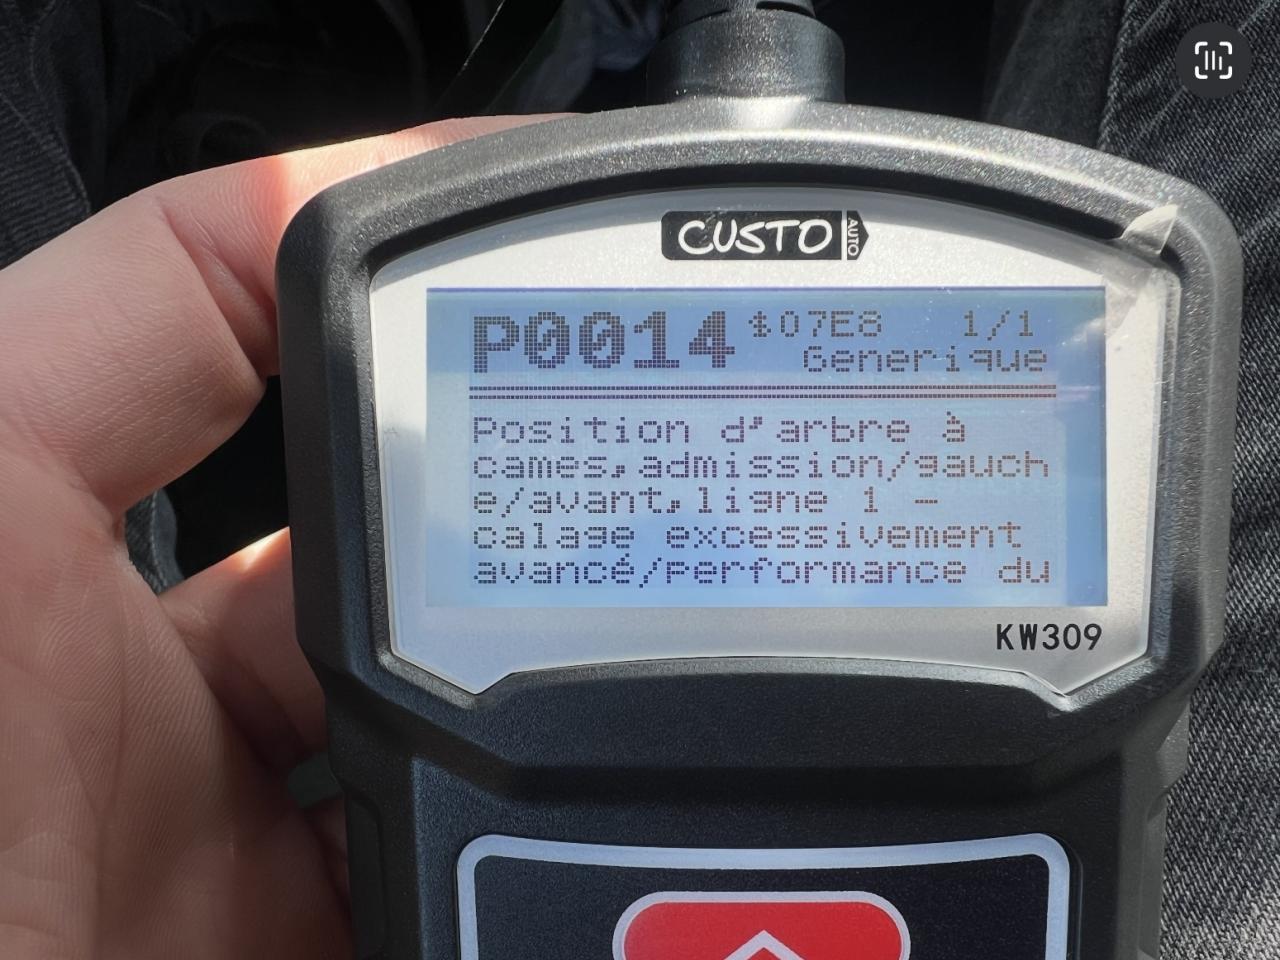 CUSTO AUTO
P0014 $07E8 1/1
Generique
Position d'arbre à
cames,admission/gauch
e/avant,ligne 1 -
calage excessivement
avancé/performance du
KW309